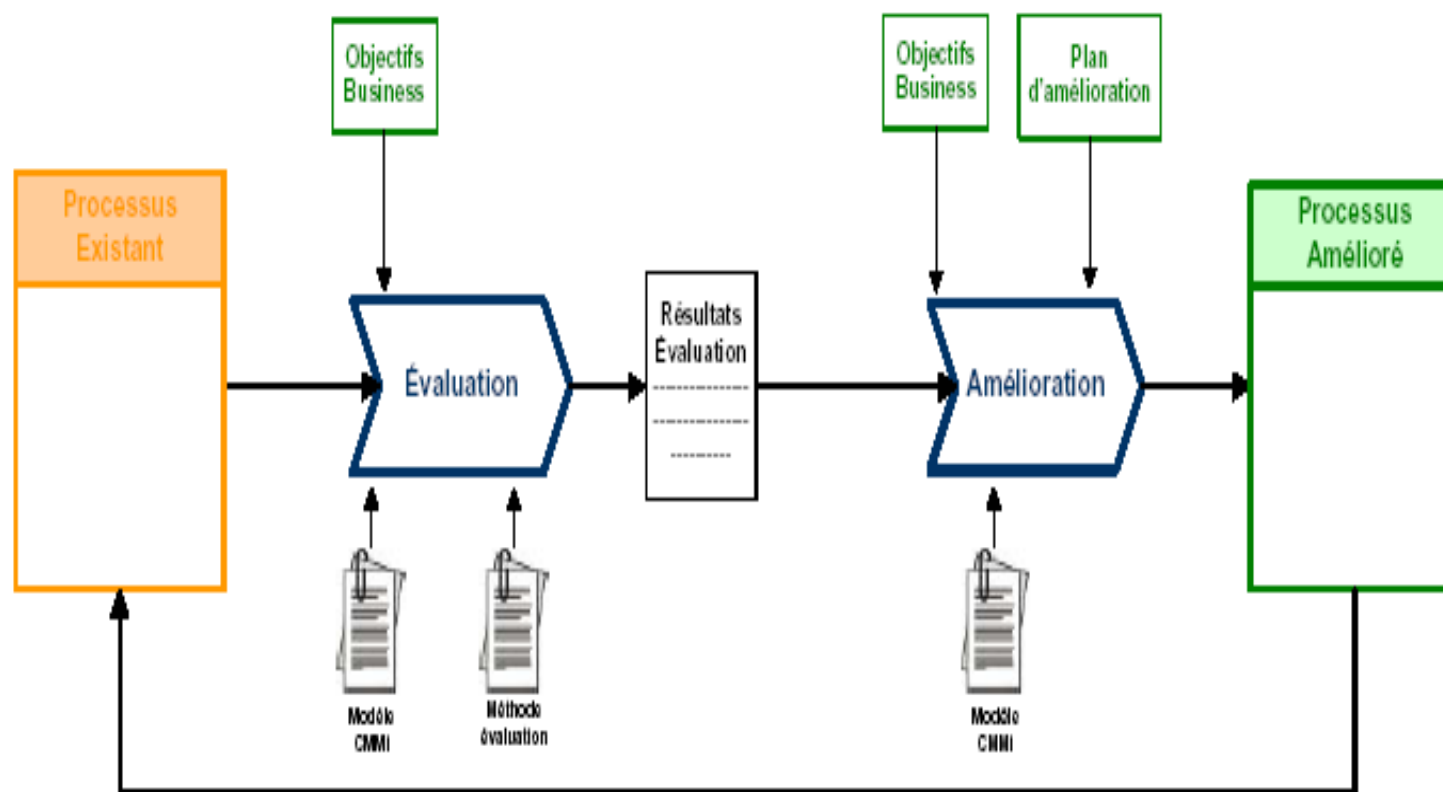 Objectifs
Business
Objectifs
Business
Plan
d'amélioration
Processus
Existant
Processus
Amélioré
Résultats
Évaluation
Évaluation
Amélioration
Modèle
CMMi
Méthode
évaluation
Modèle
CMMi